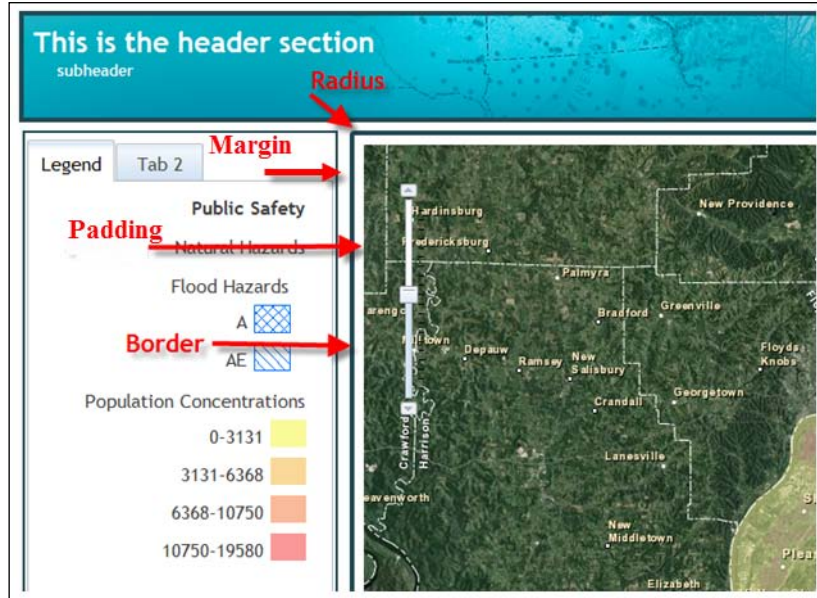 This is the header section
subheader
Radius
Legend
Tab 2
Margin
Public Safety
Padding
Natural Hazards
Flood Hazards
A
Border
AE
Population Concentrations
0-3131
3131-6368
6368-10750
10750-19580
Hardinsburg
New Providence
Fredericksburg
Palmyra
Bradford
Greenville
Depauw
Ramsey
New
Salisbury
Floyds
Knobs
Georgetown
Crandall
Crawford
Harrison
Lanesville
New
Middletown
Elizabeth